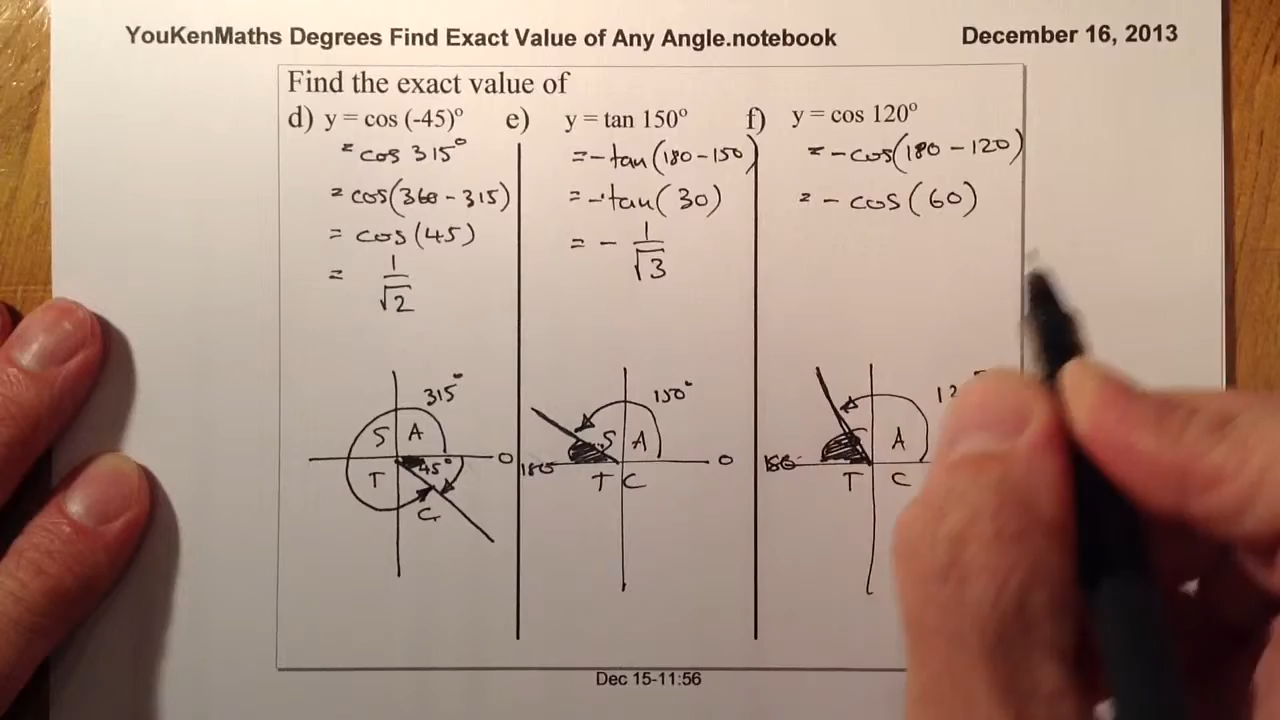 YouKenMaths Degrees Find Exact Value of Any Angle.notebook
December 16, 2013
Find the exact value of
d) y = cos (-45)°
= cos 315°
= cos(360 - 315)
= cos(45)
= 1/√2
315°
S A
0
45°
T
C
e) y = tan 150°
= -tan(180 - 150)
= -tan(30)
= - 1/√3
150°
S A
180 0
T C
f) y = cos 120°
= -cos(180 - 120)
= -cos(60)
S A
180
T C
Dec 15-11:56